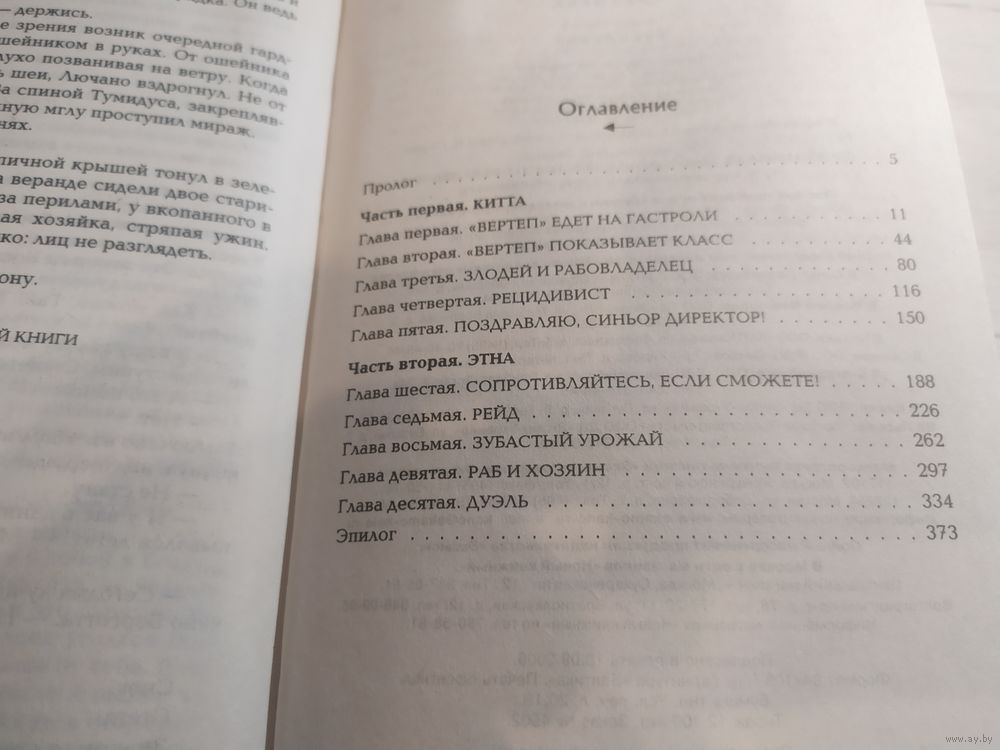 — держись.
е зрения возник очередной гард-
шейником в руках. От ошейника
лухо позванивая на ветру. Когда
ь шеи, Лючано вздрогнул. Не от
а спиной Тумидуса, закрепляв-
ную мглу проступил мираж.
нях.
пичной крышей тонул в зеле-
а веранде сидели двое стари-
за перилами, у вкопанного в
ая хозяйка, стряпая ужин.
ко: лиц не разглядеть.
ону.
Й КНИГИ
Оглавление
Пролог . . . . . . . . . . . . . . . . . . . . 5
Часть первая. КИТТА
Глава первая. «ВЕРТЕП» ЕДЕТ НА ГАСТРОЛИ . . . . . . . 11
Глава вторая. «ВЕРТЕП» ПОКАЗЫВАЕТ КЛАСС . . . . . . . 44
Глава третья. ЗЛОДЕЙ И РАБОВЛАДЕЛЕЦ . . . . . . . . 80
Глава четвертая. РЕЦИДИВИСТ . . . . . . . . . . . . 116
Глава пятая. ПОЗДРАВЛЯЮ, СИНЬОР ДИРЕКТОР! . . . . . . 150
Часть вторая. ЭТНА
Глава шестая. СОПРОТИВЛЯЙТЕСЬ, ЕСЛИ СМОЖЕТЕ! . . . . . 188
Глава седьмая. РЕЙД . . . . . . . . . . . . . . . . 226
Глава восьмая. ЗУБАСТЫЙ УРОЖАЙ . . . . . . . . . . 262
Глава девятая. РАБ И ХОЗЯИН . . . . . . . . . . . . 297
Глава десятая. ДУЭЛЬ . . . . . . . . . . . . . . . 334
Эпилог . . . . . . . . . . . . . . . . . . . . . 373
www.ay.by